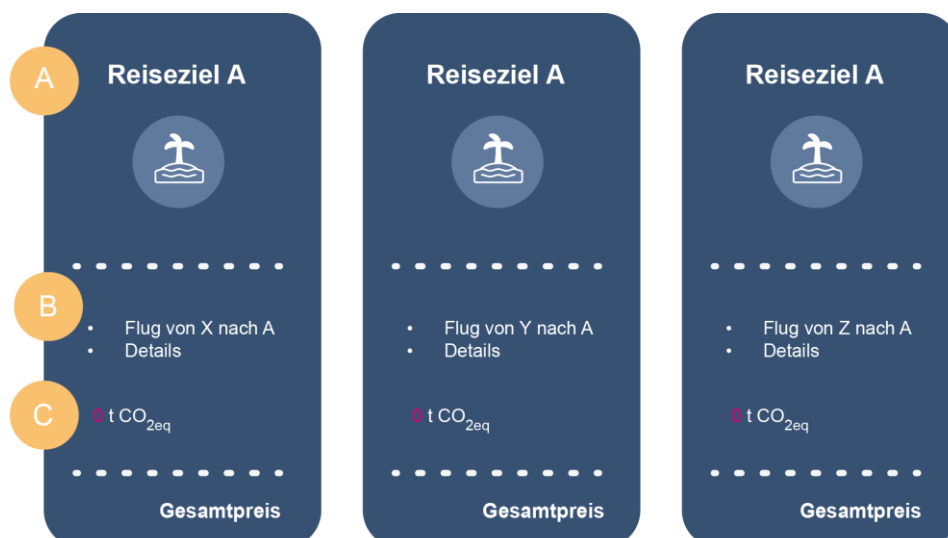 A
Reiseziel A
B
• Flug von X nach A
• Details
C
0 t CO2eq
Gesamtpreis
Reiseziel A
• Flug von Y nach A
• Details
0 t CO2eq
Gesamtpreis
Reiseziel A
• Flug von Z nach A
• Details
0 t CO2eq
Gesamtpreis